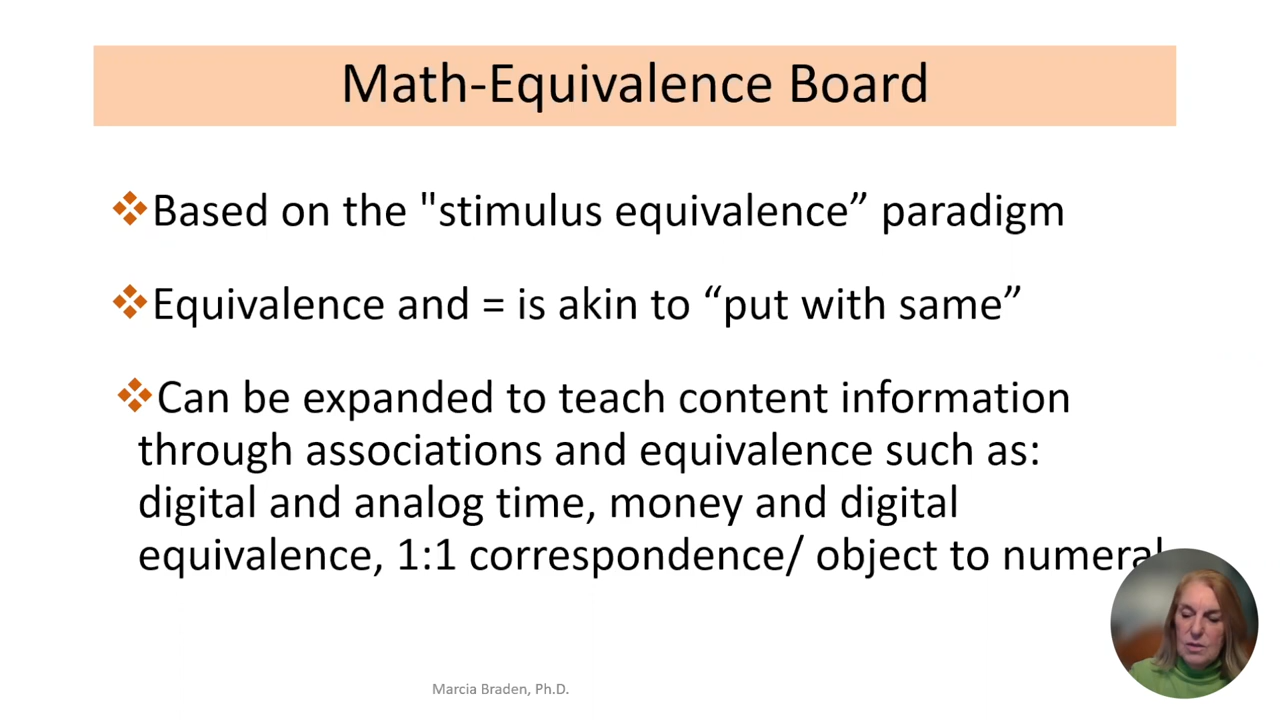 Math-Equivalence Board
❖Based on the "stimulus equivalence” paradigm
❖Equivalence and = is akin to “put with same”
❖Can be expanded to teach content information
through associations and equivalence such as:
digital and analog time, money and digital
equivalence, 1:1 correspondence/ object to numeral
Marcia Braden, Ph.D.